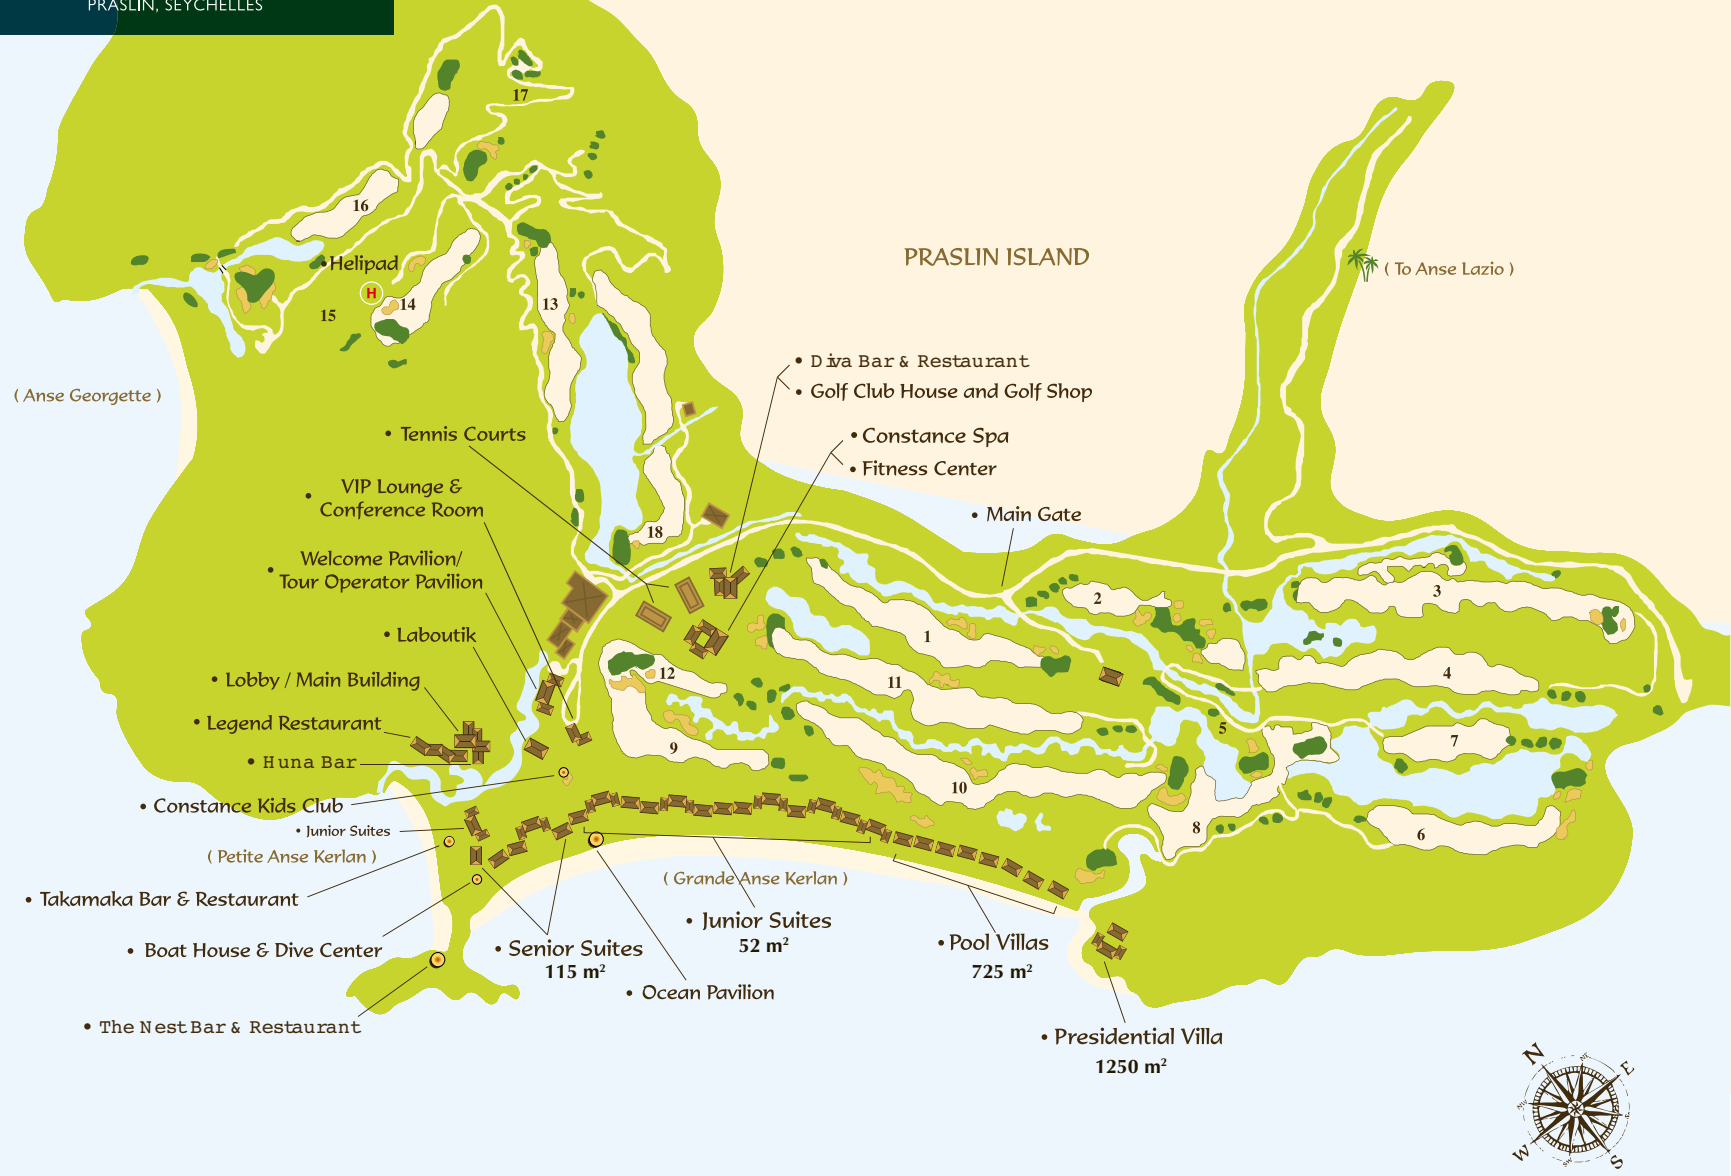 PRASLIN, SEYCHELLES
17
16
• Helipad
H
14
15
13
PRASLIN ISLAND
( To Anse Lazio )
( Anse Georgette )
• Diva Bar & Restaurant
• Golf Club House and Golf Shop
• Tennis Courts
• Constance Spa
• Fitness Center
• VIP Lounge &
Conference Room
• Main Gate
18
• Welcome Pavilion/
Tour Operator Pavilion
2
3
1
• Laboutik
12
4
• Lobby / Main Building
11
• Legend Restaurant
5
9
7
• Huna Bar
10
• Constance Kids Club
• Junior Suites
8
6
( Petite Anse Kerlan )
( Grande Anse Kerlan )
• Takamaka Bar & Restaurant
• Junior Suites
52 m²
• Boat House & Dive Center
• Senior Suites
115 m²
• Pool Villas
725 m²
• Ocean Pavilion
• The Nest Bar & Restaurant
• Presidential Villa
1250 m²
N
E
W
S